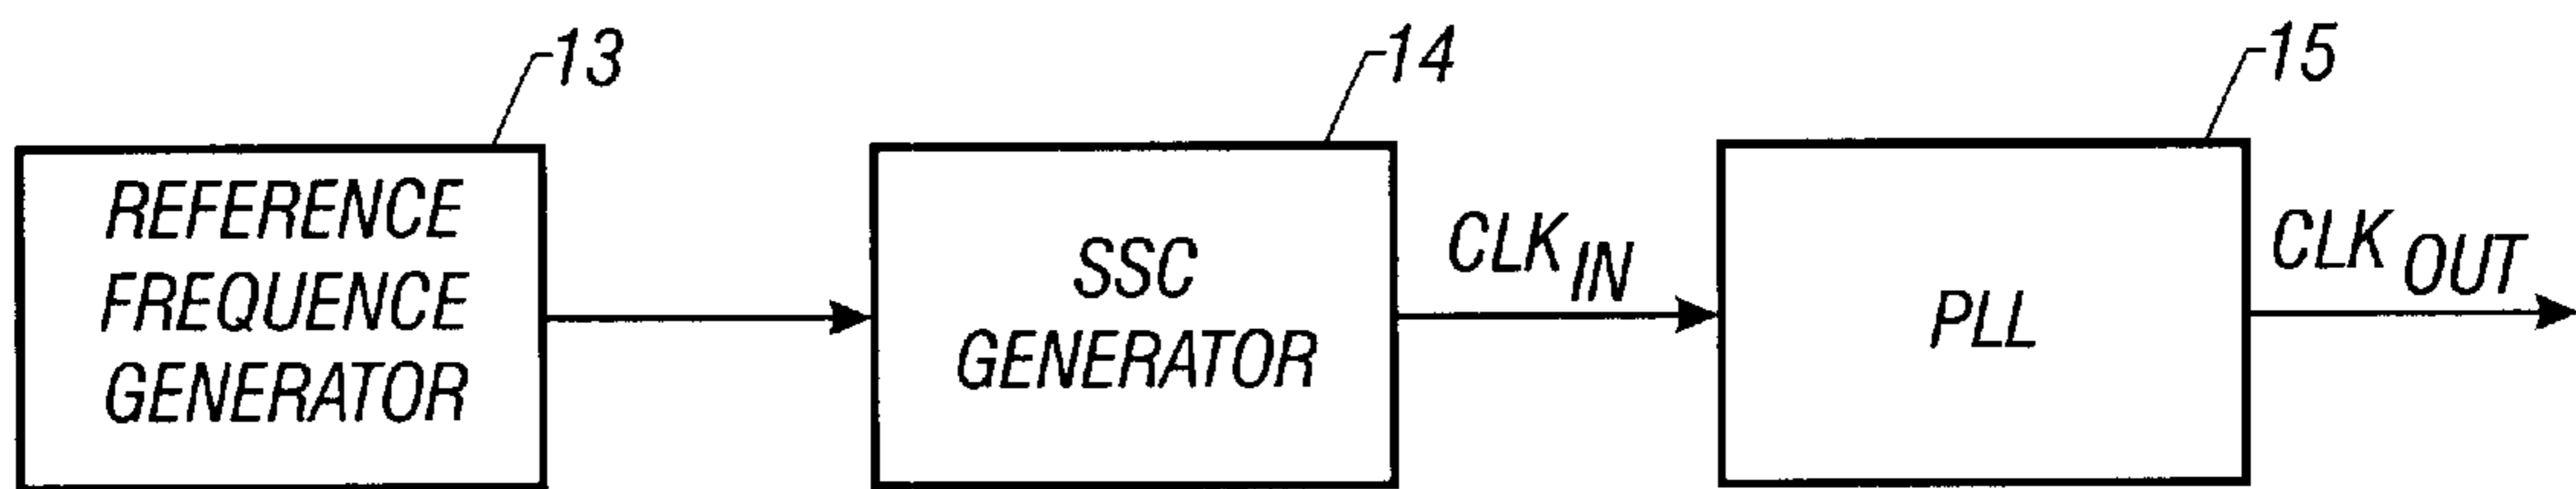 13
14
15
REFERENCE
FREQUENCE
GENERATOR
SSC
GENERATOR
CLK IN
PLL
CLK OUT